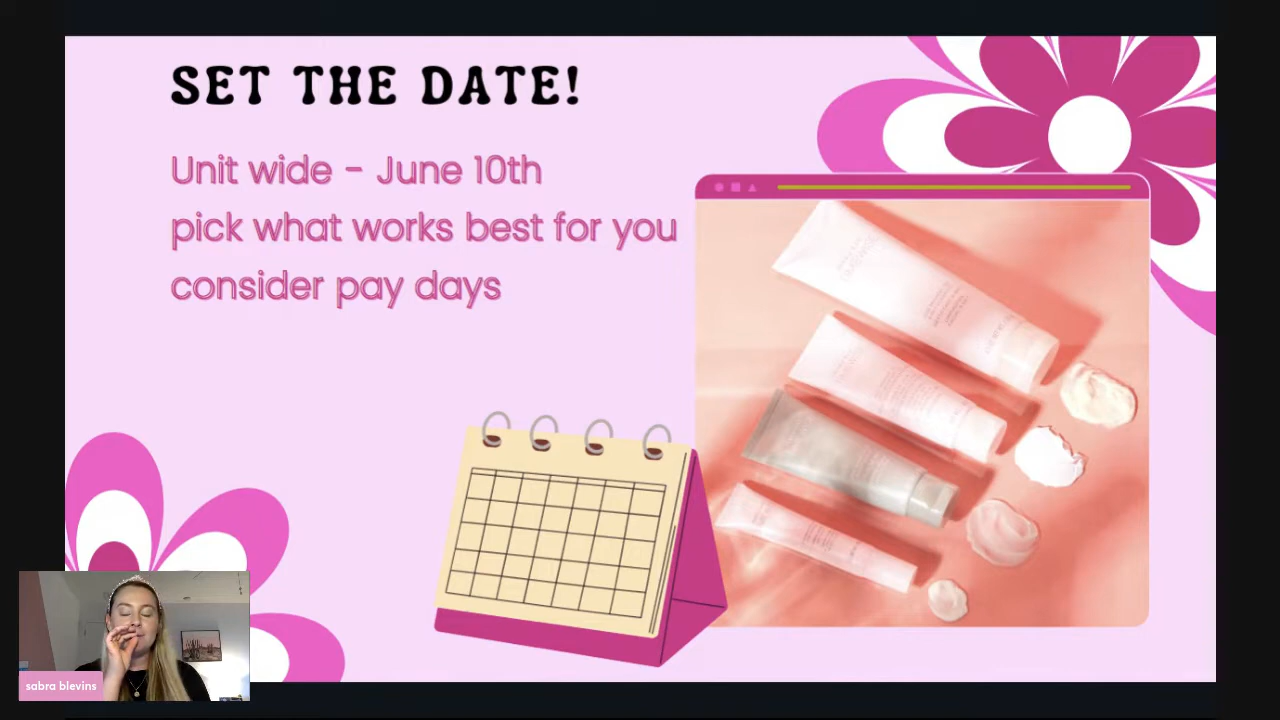 SET THE DATE!
Unit wide - June 10th
pick what works best for you
consider pay days
sabra blevins